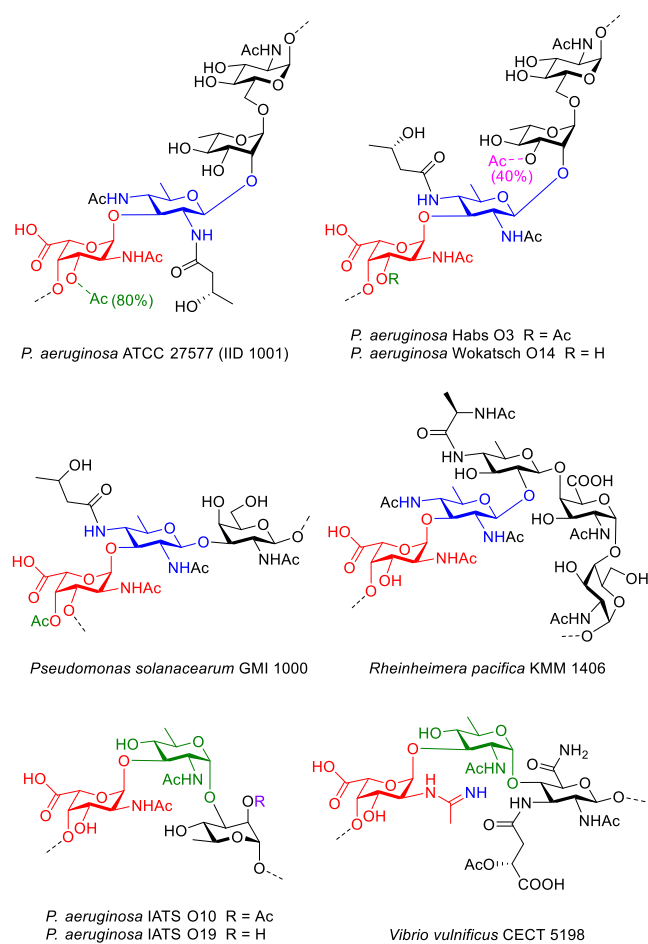 AcHN
O
HO
HO
O
O
O
O
HO
HO
O
AcHN
O
O
O
NH
HO
O
O
NHAc
O
O
Ac (80%)
O
HO
P. aeruginosa ATCC 27577 (IID 1001)
AcHN
O
HO
HO
O
O
O
O
HO
O
Ac
(40%)
O
OH
O
HN
O
O
NHAc
HO
O
O
NHAc
O
OR
P. aeruginosa Habs O3 R = Ac
P. aeruginosa Wokatsch O14 R = H
OH
O
HN
O
O
O
NHAc
HO
OH
O
O
NHAc
HO
O
O
NHAc
AcO
O
Pseudomonas solanacearum GMI 1000
NHAc
O
HN
HO
O
O
O
AcHN
O
O
NHAc
COOH
O
HO
AcHN
O
HO
O
O
NHAc
OH
O
HO
OH
O
AcHN
O
Rheinheimera pacifica KMM 1406
HO
O
O
AcHN
O
HO
O
O
NHAc
OH
O
O
R
HO
O
O
P. aeruginosa IATS O10 R = Ac
P. aeruginosa IATS O19 R = H
HO
O
O
AcHN
O
HO
O
O
H
N
NH
OH
O
O
NH2
O
O
NHAc
HN
O
AcO
COOH
Vibrio vulnificus CECT 5198